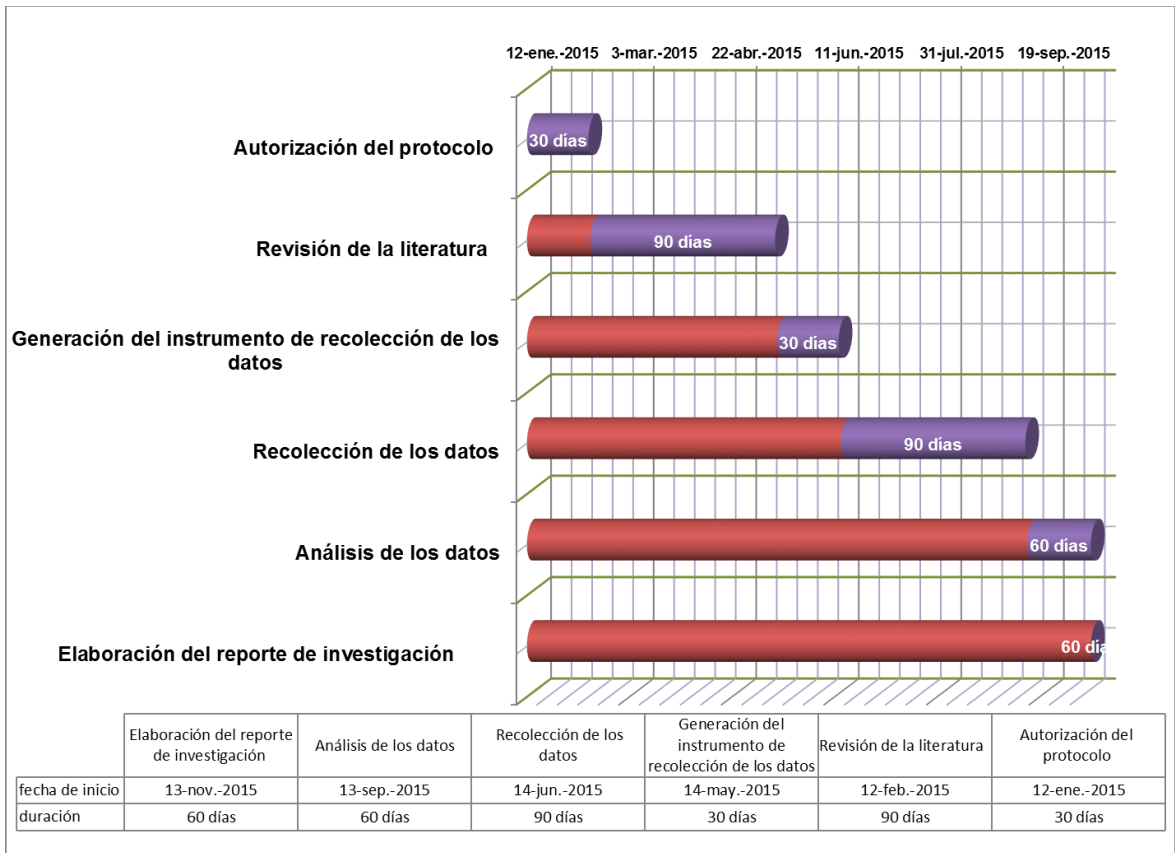 12-ene.-2015 3-mar.-2015 22-abr.-2015 11-jun.-2015 31-jul.-2015 19-sep.-2015
Autorización del protocolo
30 días
Revisión de la literatura
90 días
Generación del instrumento de recolección de los
datos
30 días
Recolección de los datos
90 días
Análisis de los datos
60 días
Elaboración del reporte de investigación
60 día
Elaboración del reporte
de investigación
Análisis de los datos
Recolección de los
datos
Generación del
instrumento de
recolección de los datos
Revisión de la literatura
Autorización del
protocolo
fecha de inicio 13-nov.-2015 13-sep.-2015 14-jun.-2015 14-may.-2015 12-feb.-2015 12-ene.-2015
duración 60 días 60 días 90 días 30 días 90 días 30 días